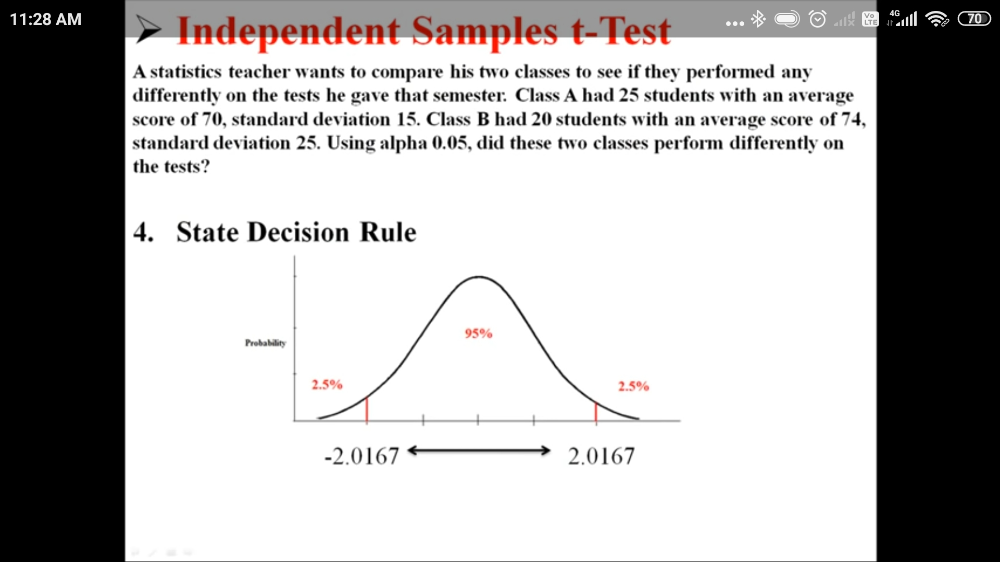 11:28 AM
Vo LTE
4G
70
➢ Independent Samples t-Test
A statistics teacher wants to compare his two classes to see if they performed any
differently on the tests he gave that semester. Class A had 25 students with an average
score of 70, standard deviation 15. Class B had 20 students with an average score of 74,
standard deviation 25. Using alpha 0.05, did these two classes perform differently on
the tests?
4. State Decision Rule
95%
Probability
2.5%
2.5%
-2.0167
2.0167